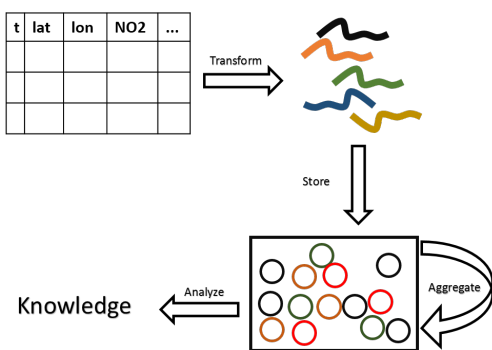 t lat lon NO2 ...
Transform
Store
Aggregate
Analyze
Knowledge